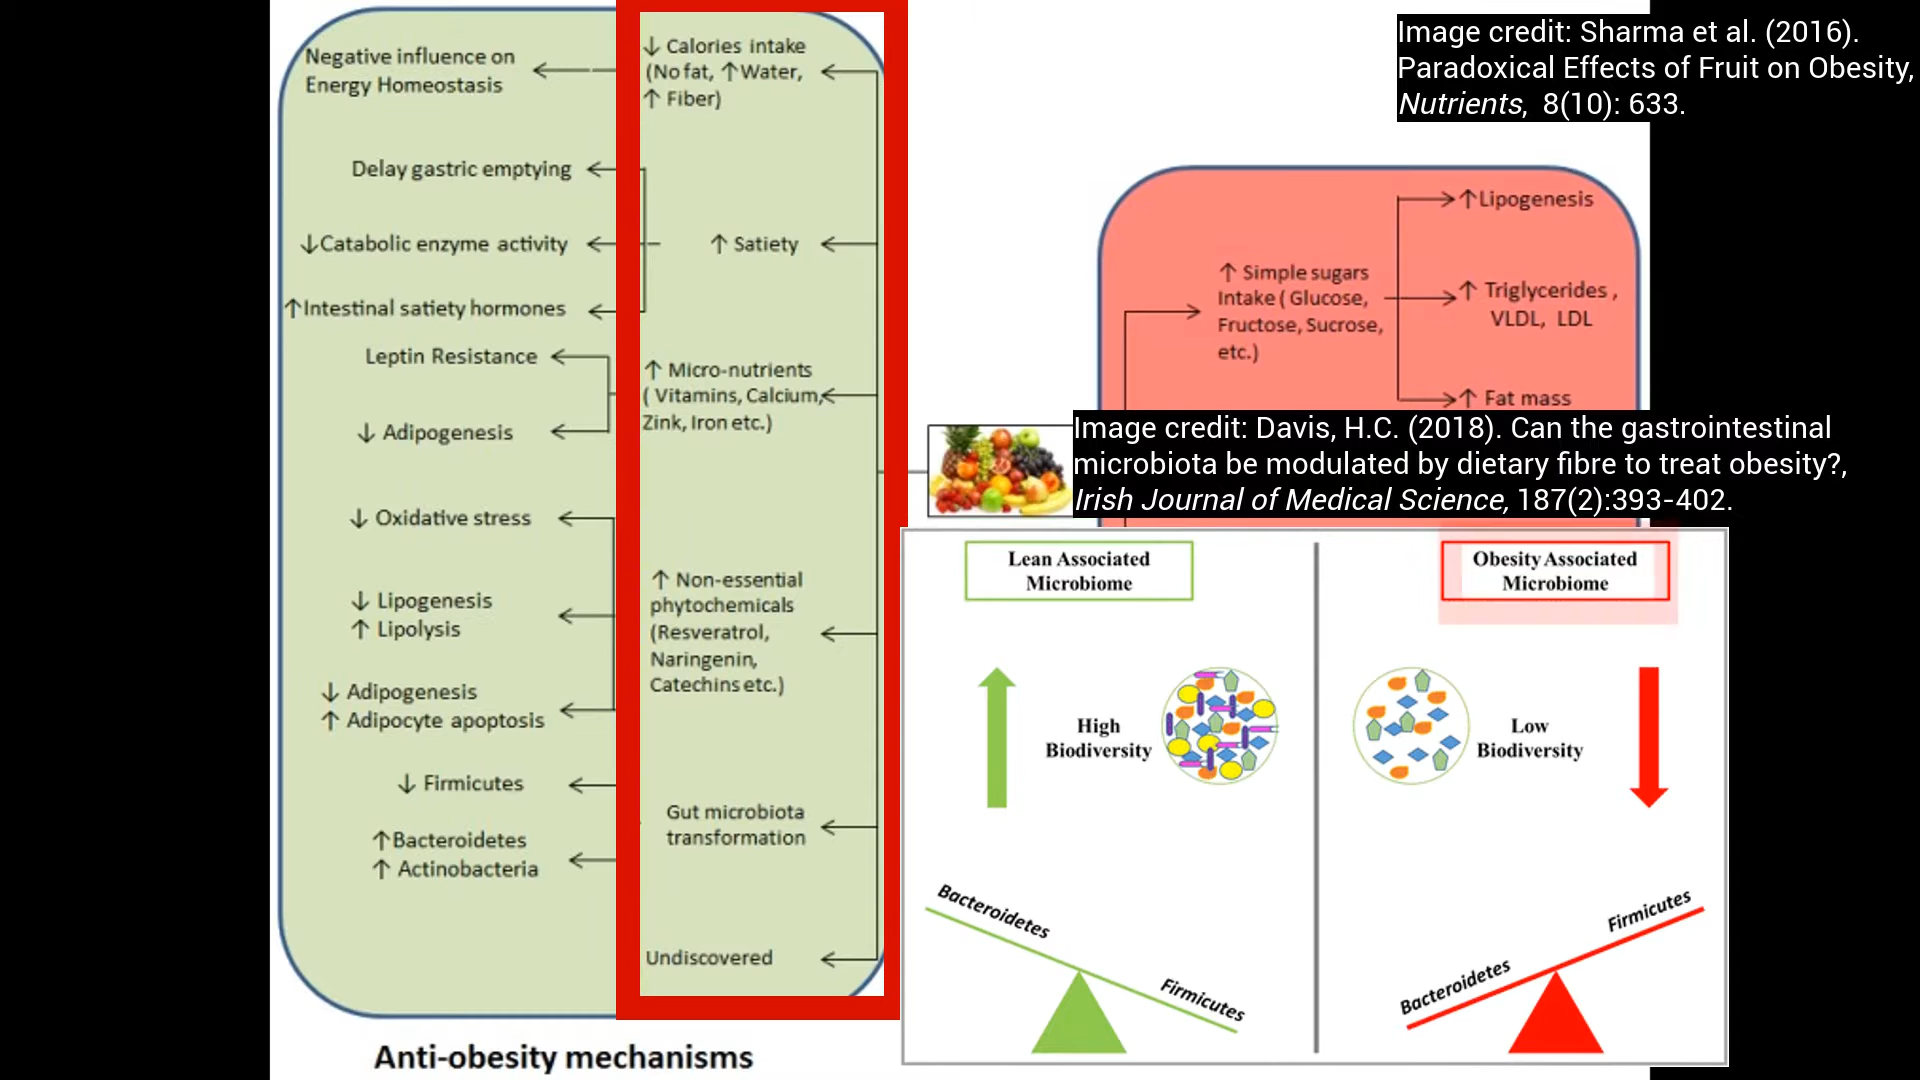 Negative influence on
Energy Homeostasis
Delay gastric emptying
↓Catabolic enzyme activity
↑Intestinal satiety hormones
Leptin Resistance
↓ Adipogenesis
↓ Oxidative stress
↓ Lipogenesis
↑ Lipolysis
↓ Adipogenesis
↑ Adipocyte apoptosis
↓ Firmicutes
↑Bacteroidetes
↑ Actinobacteria
↓ Calories intake
(No fat, ↑Water,
↑ Fiber)
↑ Satiety
↑ Micro-nutrients
( Vitamins, Calcium,
Zink, Iron etc.)
↑ Non-essential
phytochemicals
(Resveratrol,
Naringenin,
Catechins etc.)
Gut microbiota
transformation
Undiscovered
Anti-obesity mechanisms
Image credit: Sharma et al. (2016).
Paradoxical Effects of Fruit on Obesity,
Nutrients, 8(10): 633.
↑ Simple sugars
Intake ( Glucose,
Fructose, Sucrose,
etc.)
↑Lipogenesis
↑ Triglycerides ,
VLDL, LDL
↑ Fat mass
Image credit: Davis, H.C. (2018). Can the gastrointestinal
microbiota be modulated by dietary fibre to treat obesity?,
Irish Journal of Medical Science, 187(2):393-402.
Lean Associated
Microbiome
High
Biodiversity
Bacteroidetes
Firmicutes
Obesity Associated
Microbiome
Low
Biodiversity
Bacteroidetes
Firmicutes